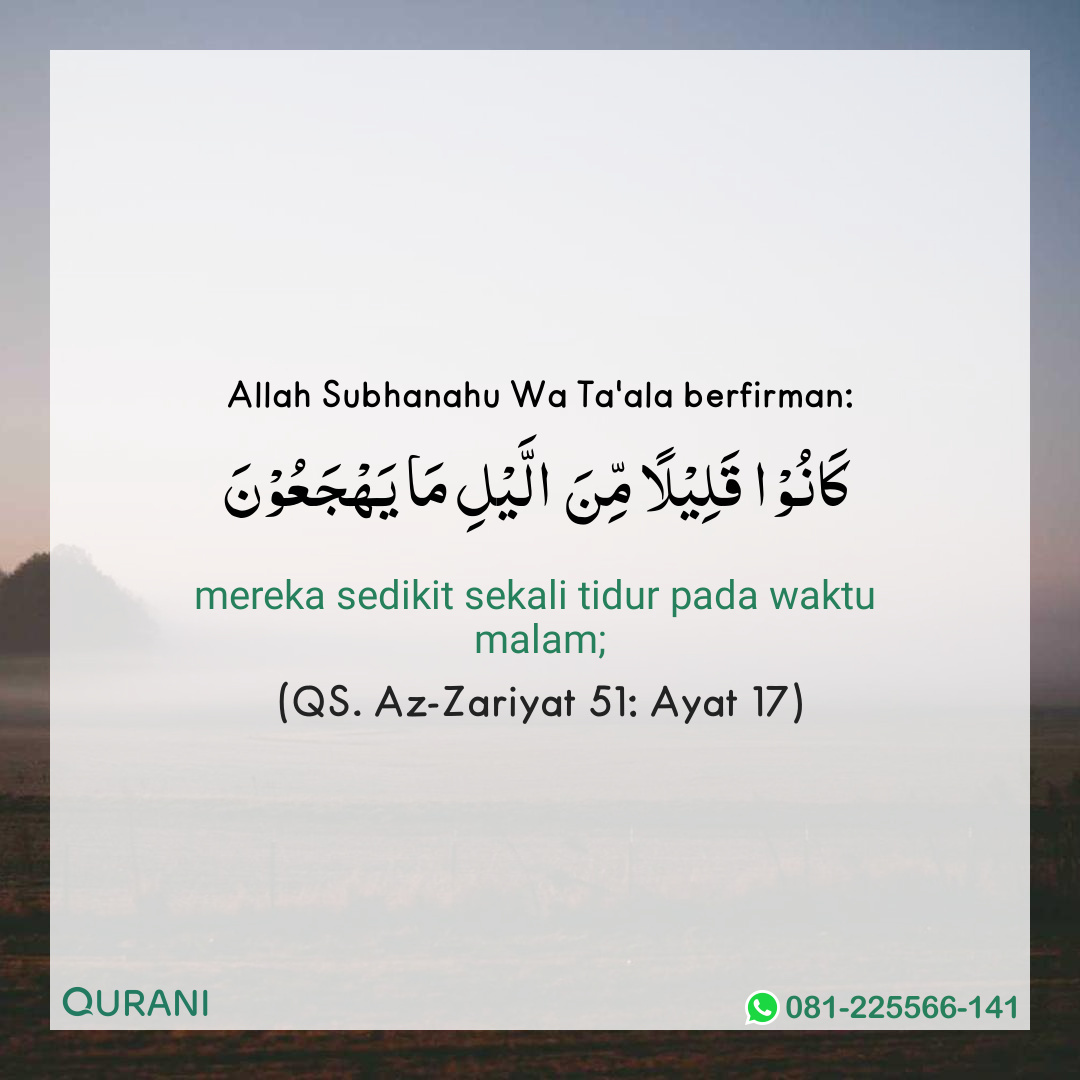 Allah Subhanahu Wa Ta'ala berfirman:
كَانُوْا قَلِيْلًا مِّنَ الَّيْلِ مَا يَهْجَعُوْنَ
mereka sedikit sekali tidur pada waktu
malam;
(QS. Az-Zariyat 51: Ayat 17)
QURANI
081-225566-141